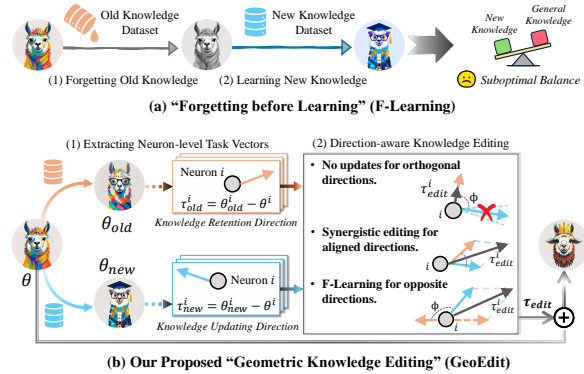 Old Knowledge
Dataset
New Knowledge
Dataset
(1) Forgetting Old Knowledge
(2) Learning New Knowledge
New
Knowledge
General
Knowledge
Suboptimal Balance
(a) “Forgetting before Learning” (F-Learning)
(1) Extracting Neuron-level Task Vectors
(2) Direction-aware Knowledge Editing
θ
θ_old
Neuron i
τ^i_old = θ^i_old − θ^i
Knowledge Retention Direction
θ_new
Neuron i
τ^i_new = θ^i_new − θ^i
Knowledge Updating Direction
• No updates for orthogonal
directions.
τ^i_edit
ϕ
i
• Synergistic editing for
aligned directions.
τ^i_edit
i
• F-Learning for opposite
directions.
τ^i_edit
ϕ
i
τ_edit
(b) Our Proposed “Geometric Knowledge Editing” (GeoEdit)